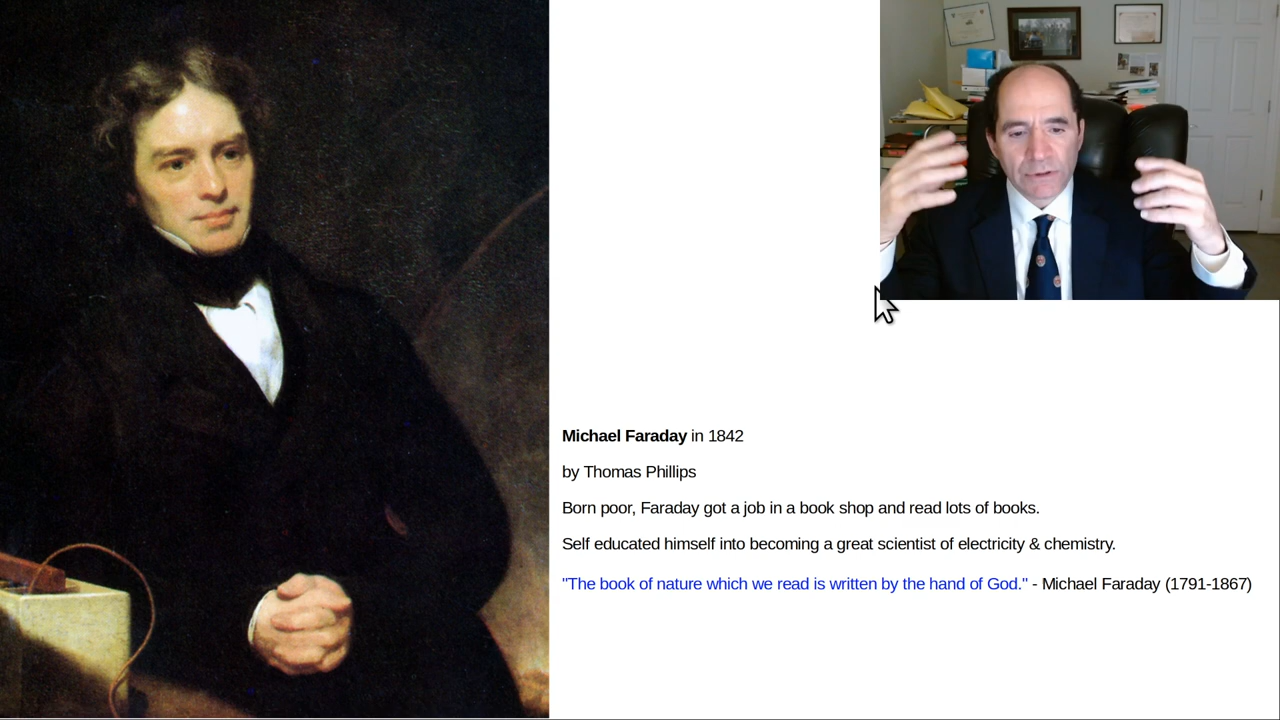 Michael Faraday in 1842
by Thomas Phillips
Born poor, Faraday got a job in a book shop and read lots of books.
Self educated himself into becoming a great scientist of electricity & chemistry.
"The book of nature which we read is written by the hand of God." - Michael Faraday (1791-1867)